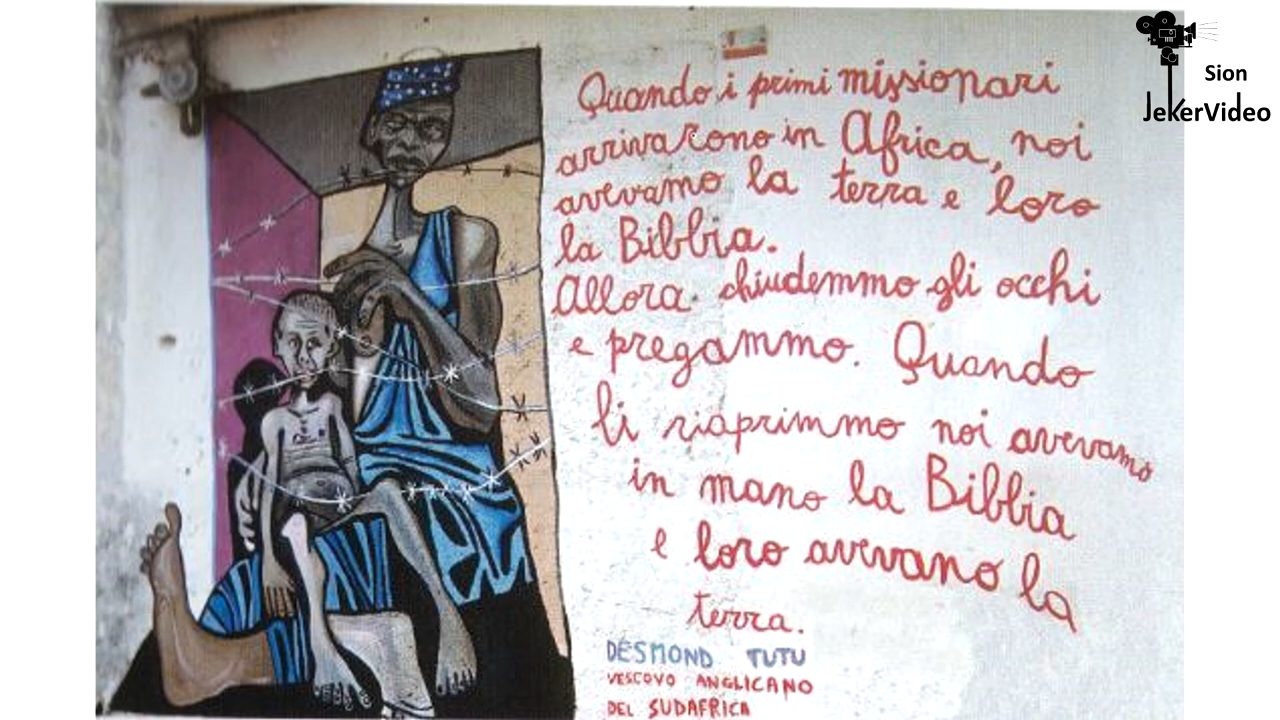 Quando i primi missionari
arrivarono in Africa, noi
avevamo la terra e loro
la Bibbia.
Allora chiudemmo gli occhi
e pregammo. Quando
li riaprimmo noi avevamo
in mano la Bibbia
e loro avevano la
terra.
DESMOND TUTU
VESCOVO ANGLICANO
DEL SUDAFRICA
Sion
JeKerVideo